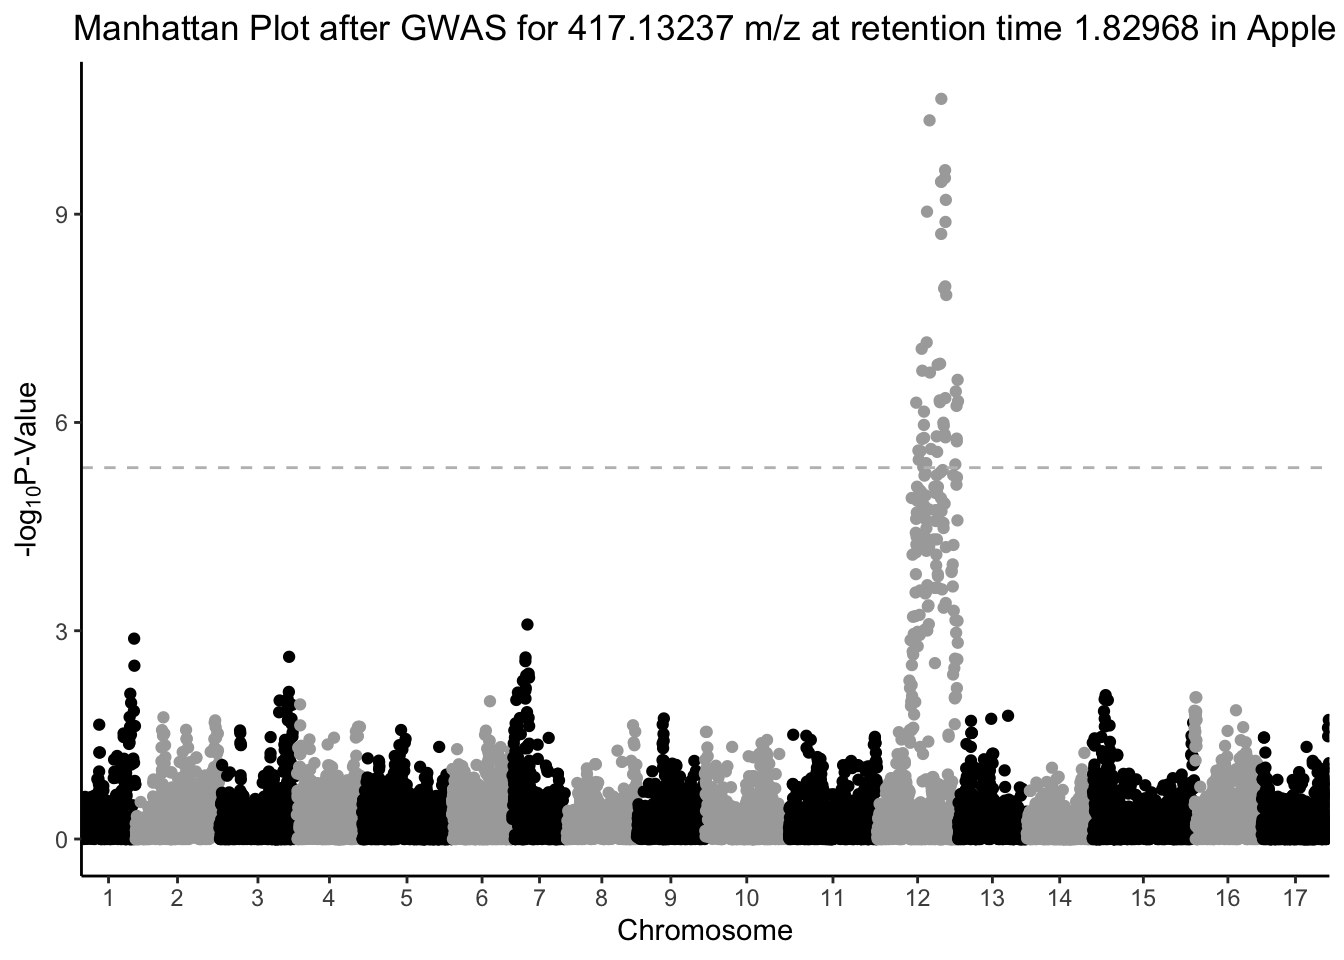 Manhattan Plot after GWAS for 417.13237 m/z at retention time 1.82968 in Apple
-log₁₀P-Value
9
6
3
0
1 2 3 4 5 6 7 8 9 10 11 12 13 14 15 16 17
Chromosome